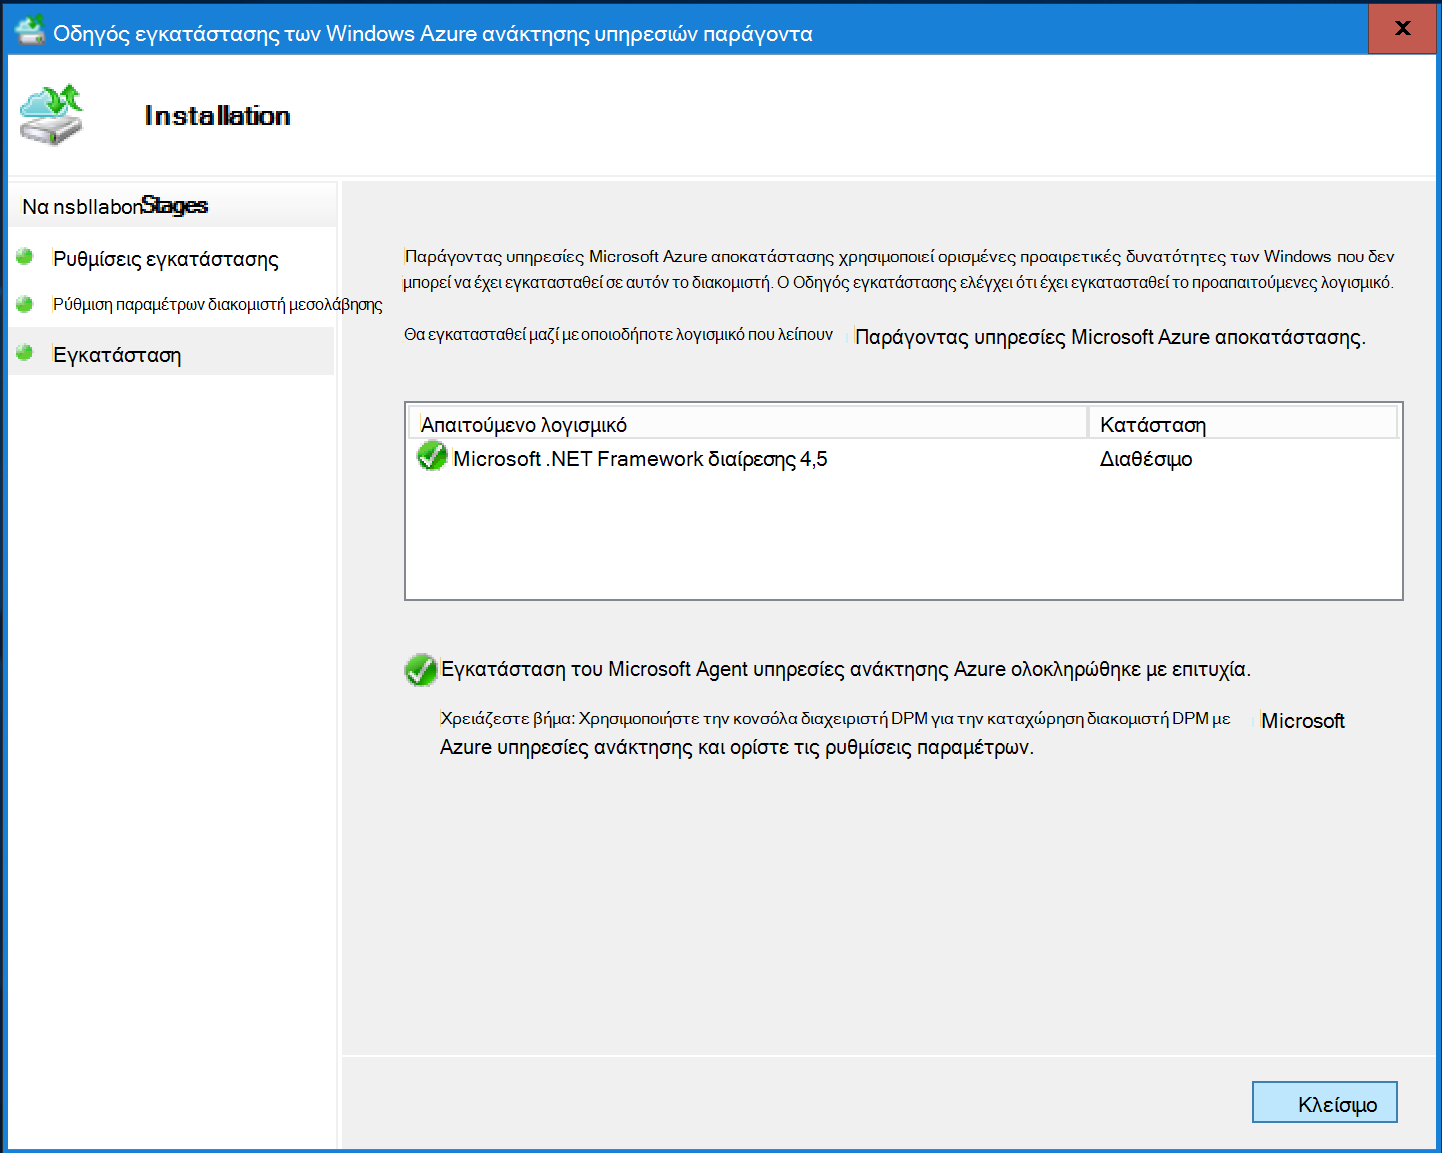 Οδηγός εγκατάστασης των Windows Azure ανάκτησης υπηρεσιών παράγοντα
x
Installation
Να nsbllabon Stages
Ρυθμίσεις εγκατάστασης
Ρύθμιση παραμέτρων διακομιστή μεσολάβησης
Εγκατάσταση
Παράγοντας υπηρεσίες Microsoft Azure αποκατάστασης χρησιμοποιεί ορισμένες προαιρετικές δυνατότητες των Windows που δεν
μπορεί να έχει εγκατασταθεί σε αυτόν το διακομιστή. Ο Οδηγός εγκατάστασης ελέγχει ότι έχει εγκατασταθεί το προαπαιτούμενες λογισμικό.
Θα εγκατασταθεί μαζί με οποιοδήποτε λογισμικό που λείπουν Παράγοντας υπηρεσίες Microsoft Azure αποκατάστασης.
Απαιτούμενο λογισμικό Κατάσταση
Microsoft .NET Framework διαίρεσης 4,5 Διαθέσιμο
Εγκατάσταση του Microsoft Agent υπηρεσίες ανάκτησης Azure ολοκληρώθηκε με επιτυχία.
Χρειάζεστε βήμα: Χρησιμοποιήστε την κονσόλα διαχειριστή DPM για την καταχώρηση διακομιστή DPM με Microsoft
Azure υπηρεσίες ανάκτησης και ορίστε τις ρυθμίσεις παραμέτρων.
Κλείσιμο